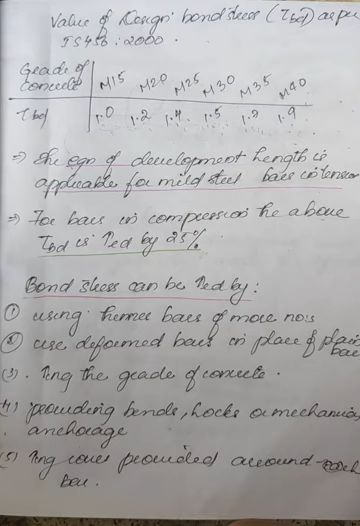 Value of Design bond stress (τbd) as per
IS456:2000.
Grade of
concrete M15 M20 M25 M30 M35 M40
τbd 1.0 1.2 1.4 1.5 1.7 1.9
⇒ The eqn of development length is
applicable for mild steel bars in tension
⇒ For bars in compression the above
τbd is ↑ed by 25%.
Bond stress can be ↑ed by:
① using thinner bars of more nos
② use deformed bars in place of plain
bar
(3). ↑ing the grade of concrete.
(4) providing bends, hooks or mechanical
anchorage
(5) ↑ing cover provided around each
bar.